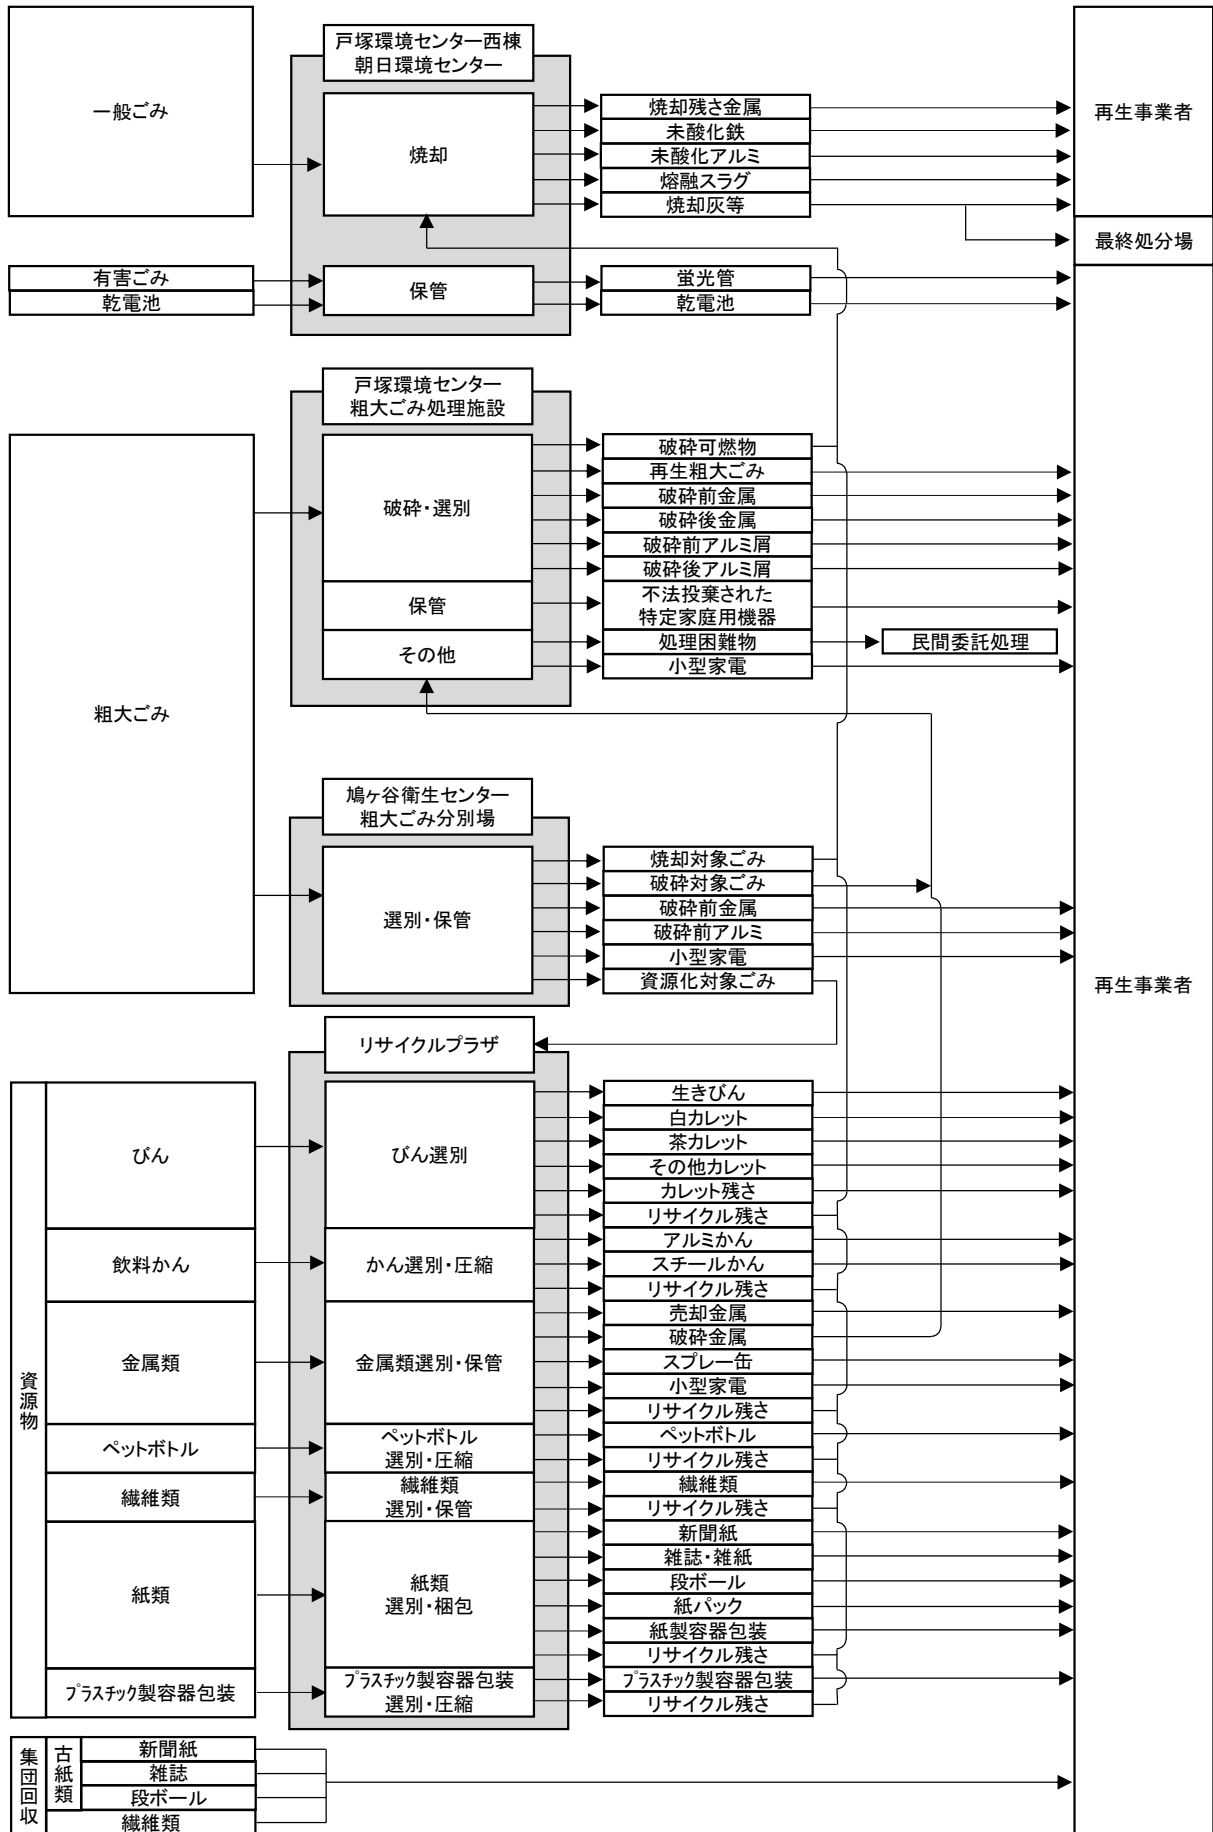 一般ごみ
戸塚環境センター西棟
朝日環境センター
焼却
焼却残さ金属
未酸化鉄
未酸化アルミ
熔融スラグ
焼却灰等
再生事業者
最終処分場
有害ごみ
乾電池
保管
蛍光管
乾電池
戸塚環境センター
粗大ごみ処理施設
粗大ごみ
破砕・選別
保管
その他
破砕可燃物
再生粗大ごみ
破砕前金属
破砕後金属
破砕前アルミ屑
破砕後アルミ屑
不法投棄された
特定家庭用機器
処理困難物
小型家電
民間委託処理
鳩ヶ谷衛生センター
粗大ごみ分別場
選別・保管
焼却対象ごみ
破砕対象ごみ
破砕前金属
破砕前アルミ
小型家電
資源化対象ごみ
再生事業者
リサイクルプラザ
資源物
びん
びん選別
生きびん
白カレット
茶カレット
その他カレット
カレット残さ
リサイクル残さ
飲料かん
かん選別・圧縮
アルミかん
スチールかん
リサイクル残さ
金属類
金属類選別・保管
売却金属
破砕金属
スプレー缶
小型家電
リサイクル残さ
ペットボトル
ペットボトル
選別・圧縮
ペットボトル
リサイクル残さ
繊維類
繊維類
選別・保管
繊維類
リサイクル残さ
紙類
紙類
選別・梱包
新聞紙
雑誌・雑紙
段ボール
紙パック
紙製容器包装
リサイクル残さ
プラスチック製容器包装
プラスチック製容器包装
選別・圧縮
プラスチック製容器包装
リサイクル残さ
集団回収
古紙類
新聞紙
雑誌
段ボール
繊維類